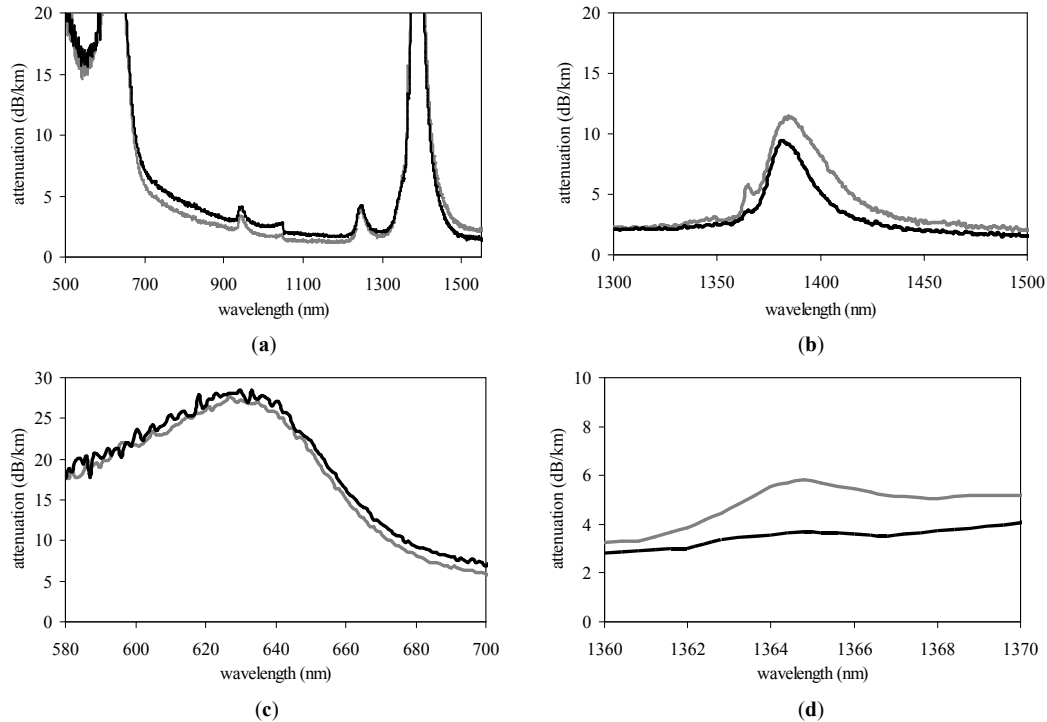 20
15
10
5
0
attenuation (dB/km)
500 700 900 1100 1300 1500
wavelength (nm)
(a)
20
15
10
5
0
attenuation (dB/km)
1300 1350 1400 1450 1500
wavelength (nm)
(b)
30
25
20
15
10
5
0
attenuation (dB/km)
580 600 620 640 660 680 700
wavelength (nm)
(c)
10
8
6
4
2
0
attenuation (dB/km)
1360 1362 1364 1366 1368 1370
wavelength (nm)
(d)